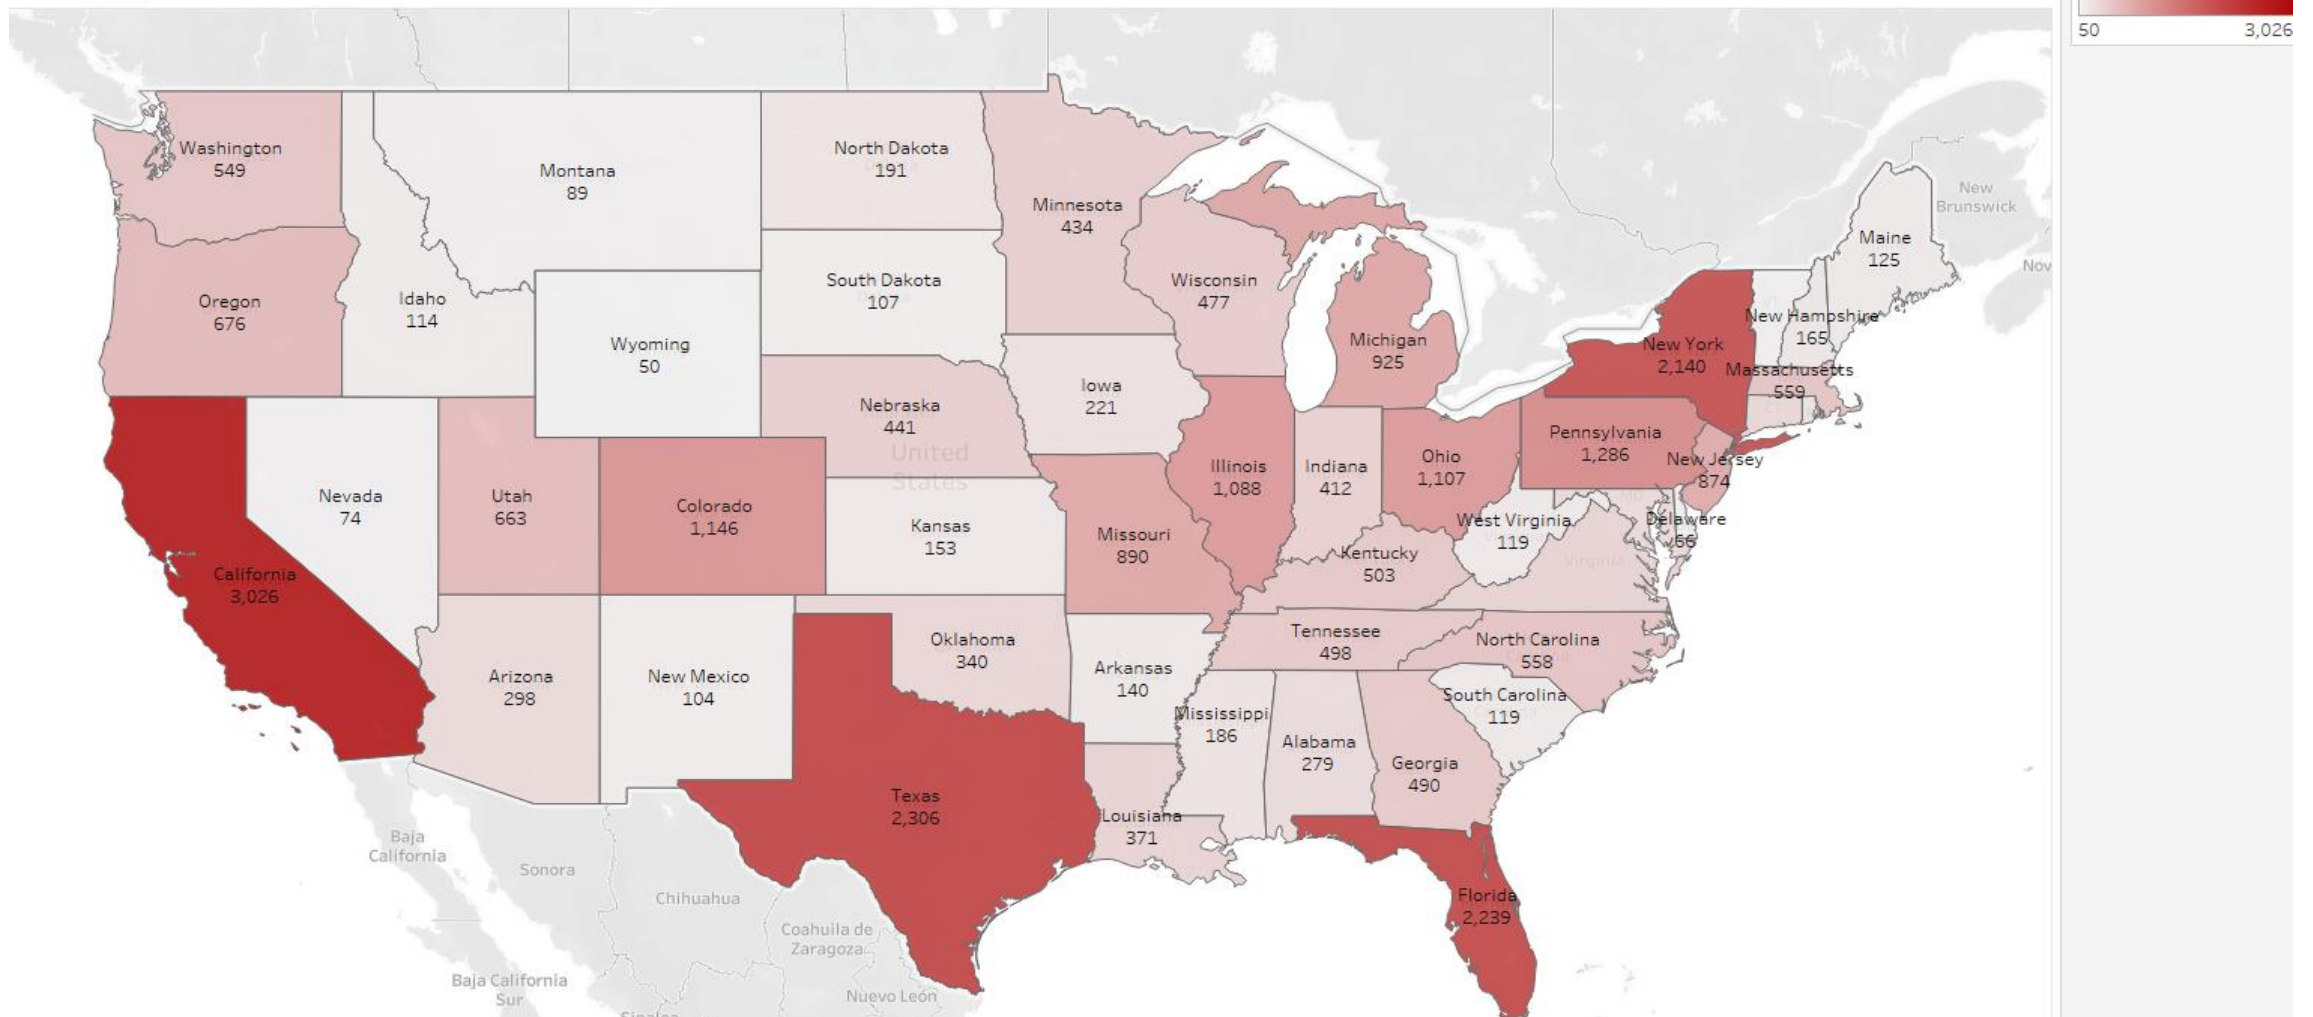 50
3,026
Washington
549
Montana
89
North Dakota
191
Minnesota
434
New
Brunswick
Maine
125
Nov
Oregon
676
Idaho
114
South Dakota
107
Wisconsin
477
Wyoming
50
Michigan
925
New Hampshire
165
New York
2,140
Massachusetts
559
Nebraska
441
Iowa
221
United
States
Nevada
74
Utah
663
Colorado
1,146
Kansas
153
Missouri
890
Illinois
1,088
Indiana
412
Ohio
1,107
Pennsylvania
1,286
New Jersey
874
MD
West Virginia
119
Delaware
66
Virginia
Kentucky
503
California
3,026
Arizona
298
New Mexico
104
Oklahoma
340
Arkansas
140
Tennessee
498
North Carolina
558
South Carolina
119
Mississippi
186
Alabama
279
Georgia
490
Texas
2,306
Louisiana
371
Florida
2,239
Baja
California
Sonora
Chihuahua
Coahuila de
Zaragoza
Baja California
Sur
Nuevo León
Sinaloa